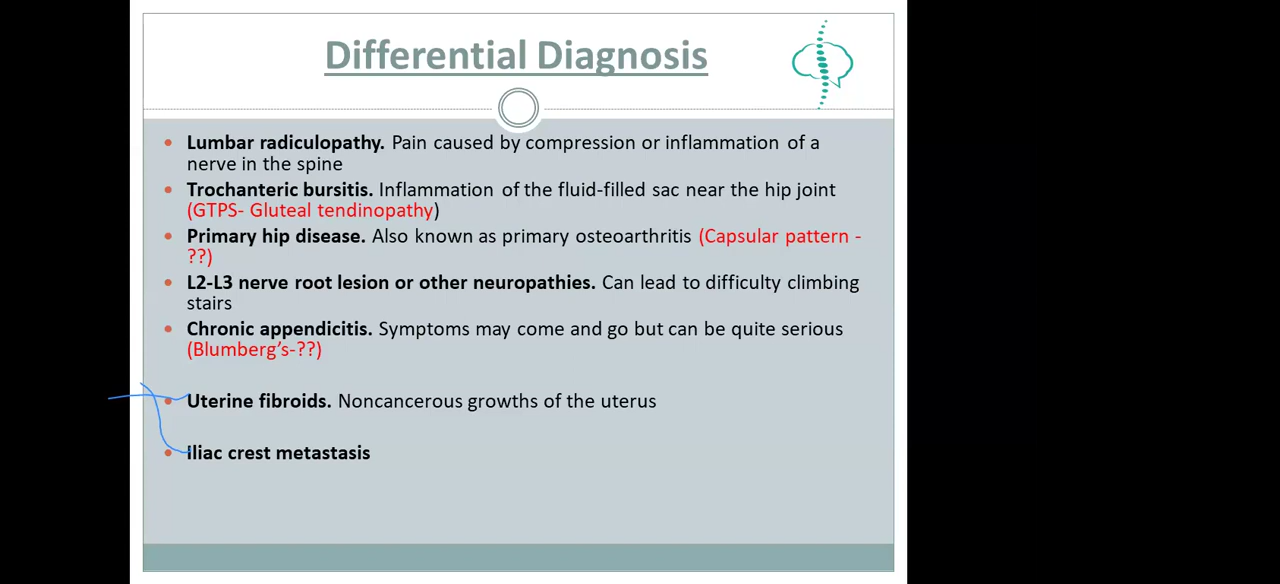 Differential Diagnosis
• Lumbar radiculopathy. Pain caused by compression or inflammation of a
nerve in the spine
• Trochanteric bursitis. Inflammation of the fluid-filled sac near the hip joint
(GTPS- Gluteal tendinopathy)
• Primary hip disease. Also known as primary osteoarthritis (Capsular pattern -
??)
• L2-L3 nerve root lesion or other neuropathies. Can lead to difficulty climbing
stairs
• Chronic appendicitis. Symptoms may come and go but can be quite serious
(Blumberg’s-??)
• Uterine fibroids. Noncancerous growths of the uterus
• Iliac crest metastasis